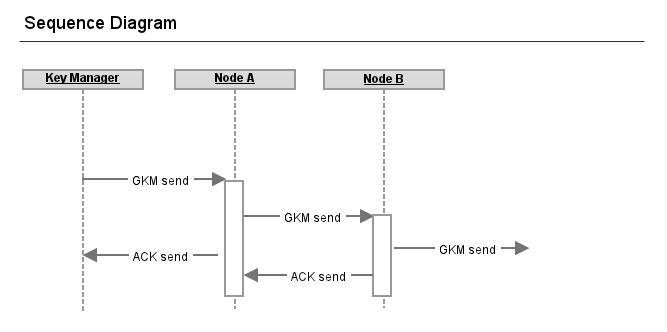 Sequence Diagram
Key Manager
Node A
Node B
GKM send
GKM send
GKM send
ACK send
ACK send